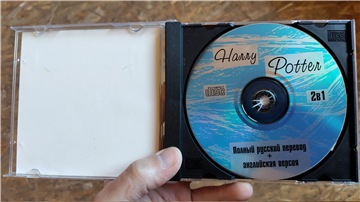 Harry
Potter
2в1
Полный русский перевод
+
английская версия